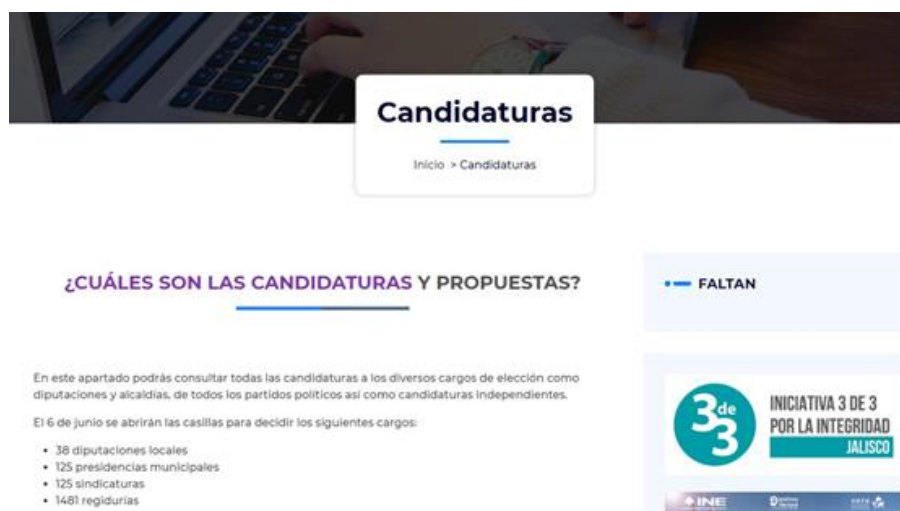 Candidaturas
Inicio > Candidaturas
¿CUÁLES SON LAS CANDIDATURAS Y PROPUESTAS?
FALTAN
En este apartado podrás consultar todas las candidaturas a los diversos cargos de elección como
diputaciones y alcaldías, de todos los partidos políticos así como candidaturas independientes.
El 6 de junio se abrirán las casillas para decidir los siguientes cargos:
• 38 diputaciones locales
• 125 presidencias municipales
• 125 sindicaturas
• 1481 regidurías
3 de 3
INICIATIVA 3 DE 3
POR LA INTEGRIDAD
JALISCO
INE